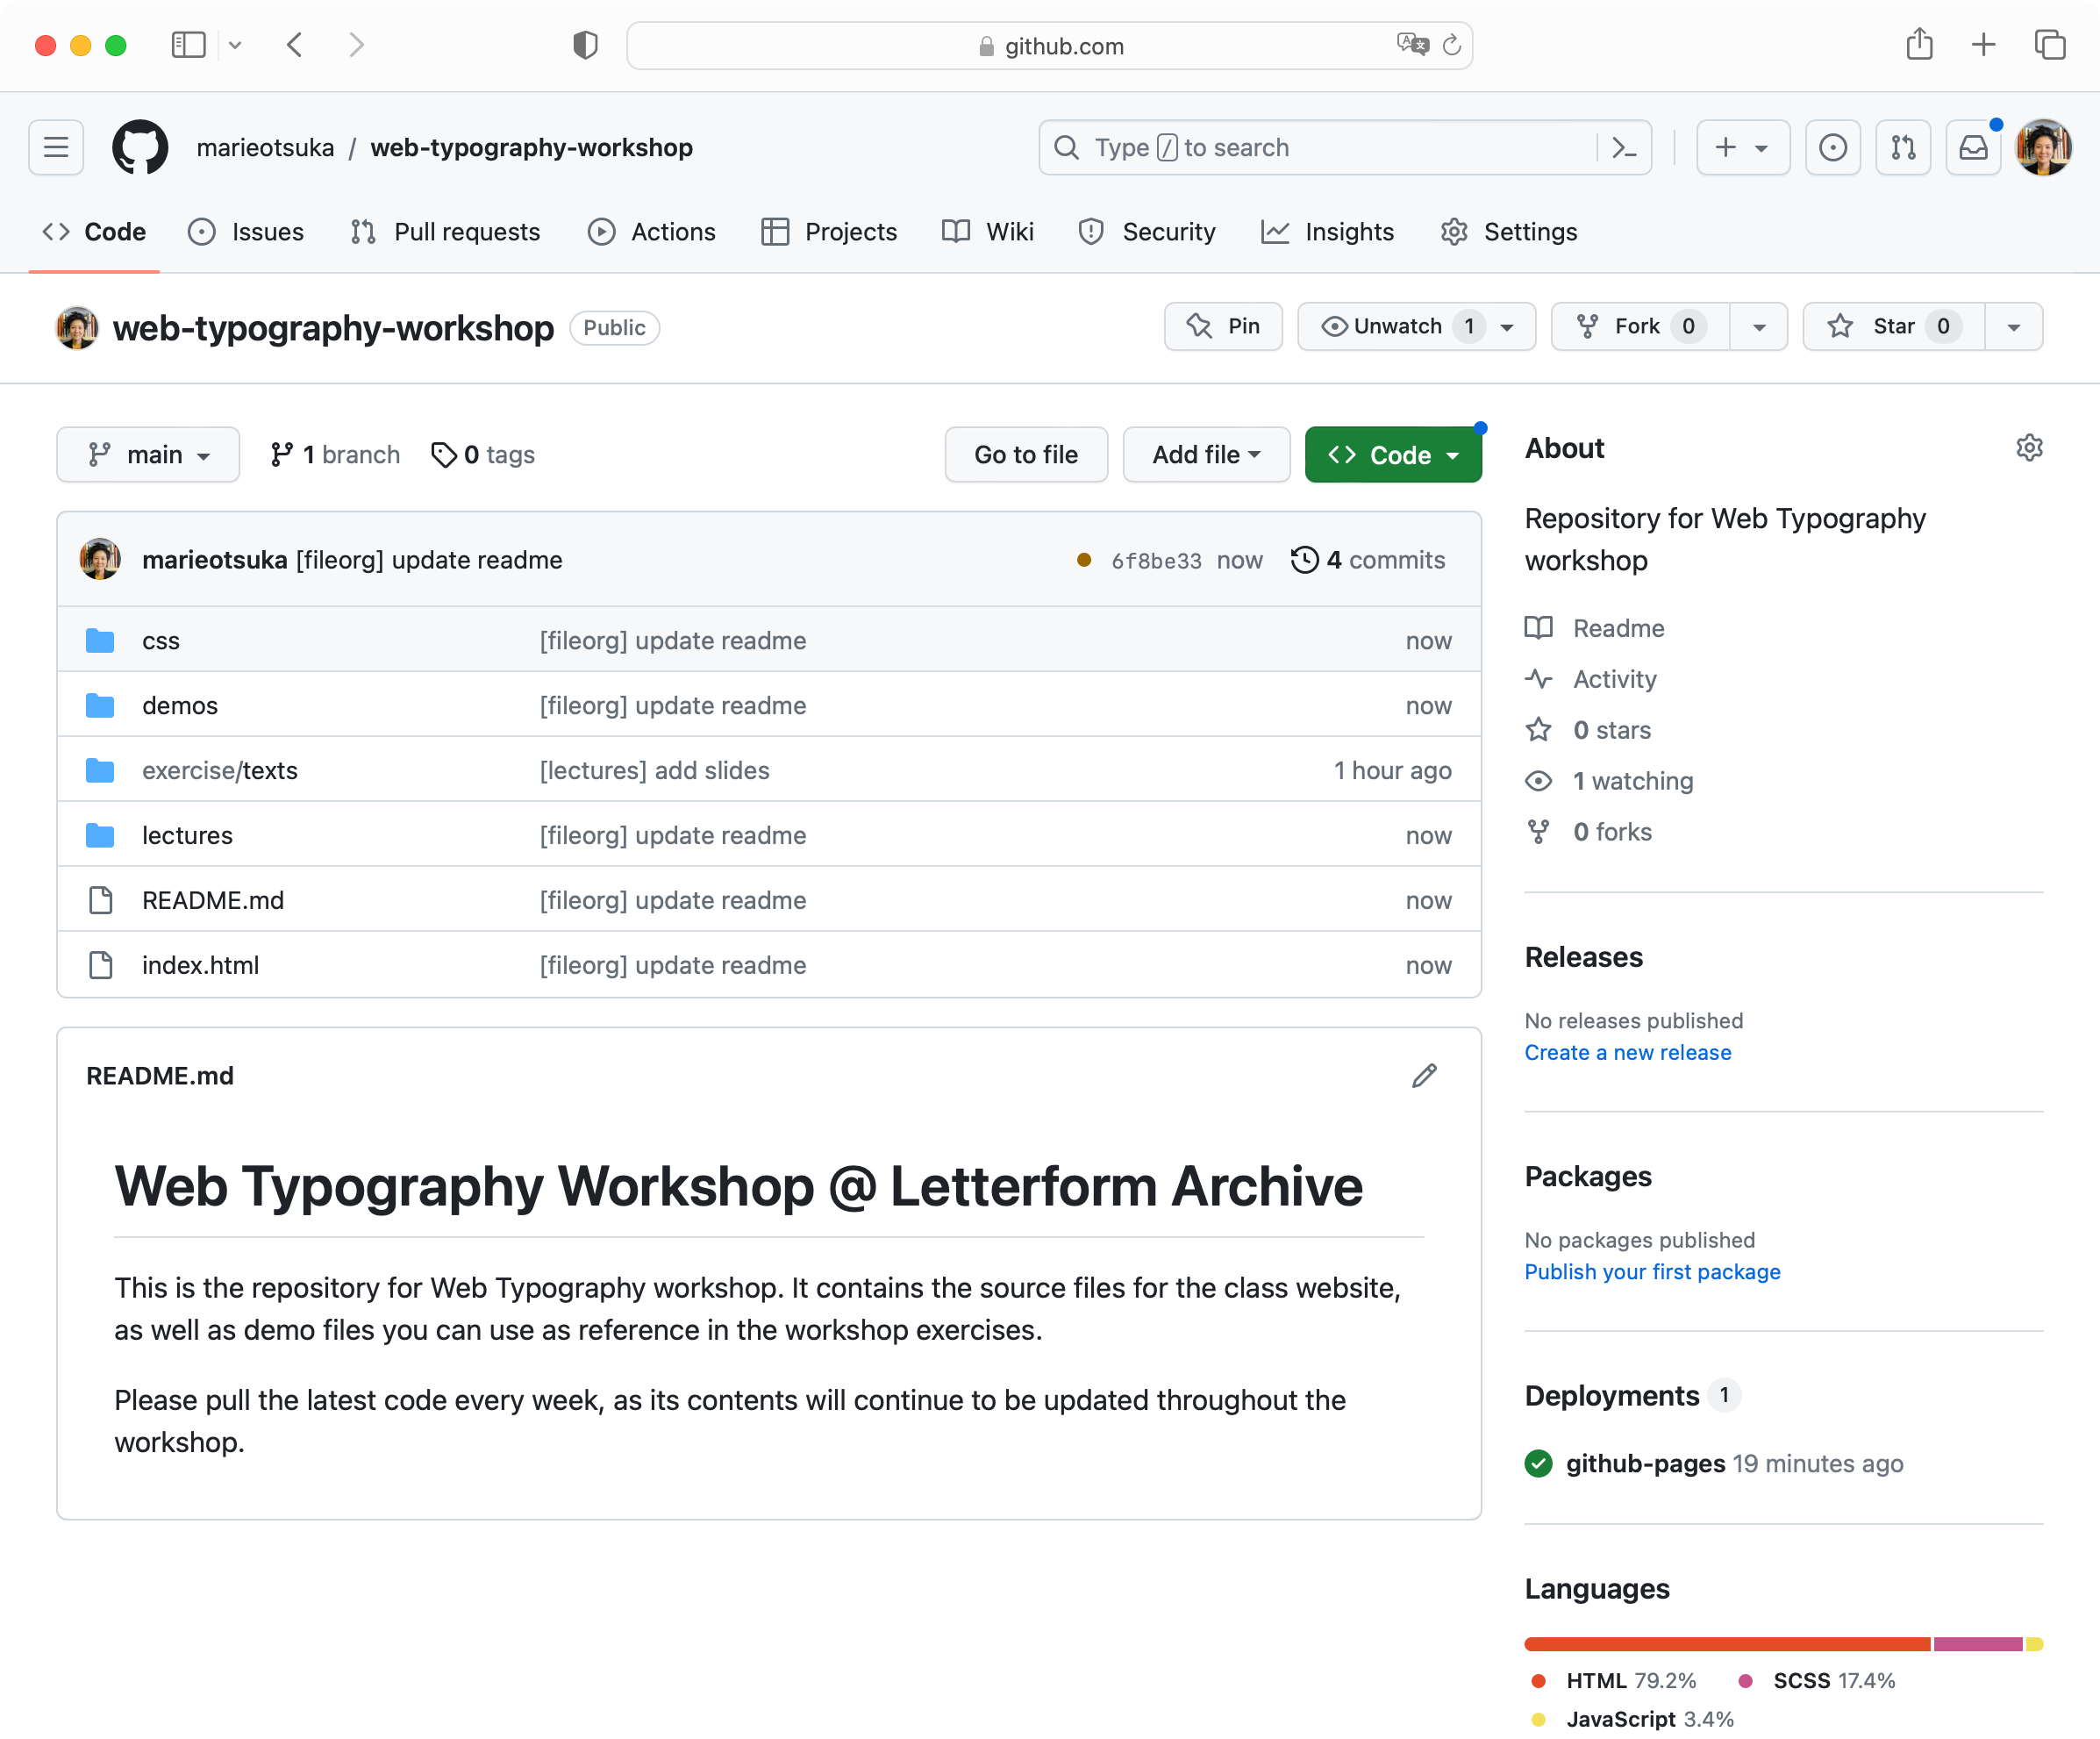 github.com
marieotsuka / web-typography-workshop
Type / to search
Code Issues Pull requests Actions Projects Wiki Security Insights Settings
web-typography-workshop Public
Pin Unwatch 1 Fork 0 Star 0
main 1 branch 0 tags Go to file Add file Code
marieotsuka [fileorg] update readme 6f8be33 now 4 commits
css [fileorg] update readme now
demos [fileorg] update readme now
exercise/texts [lectures] add slides 1 hour ago
lectures [fileorg] update readme now
README.md [fileorg] update readme now
index.html [fileorg] update readme now
README.md
Web Typography Workshop @ Letterform Archive
This is the repository for Web Typography workshop. It contains the source files for the class website,
as well as demo files you can use as reference in the workshop exercises.
Please pull the latest code every week, as its contents will continue to be updated throughout the
workshop.
About
Repository for Web Typography
workshop
Readme
Activity
0 stars
1 watching
0 forks
Releases
No releases published
Create a new release
Packages
No packages published
Publish your first package
Deployments 1
github-pages 19 minutes ago
Languages
HTML 79.2% SCSS 17.4%
JavaScript 3.4%